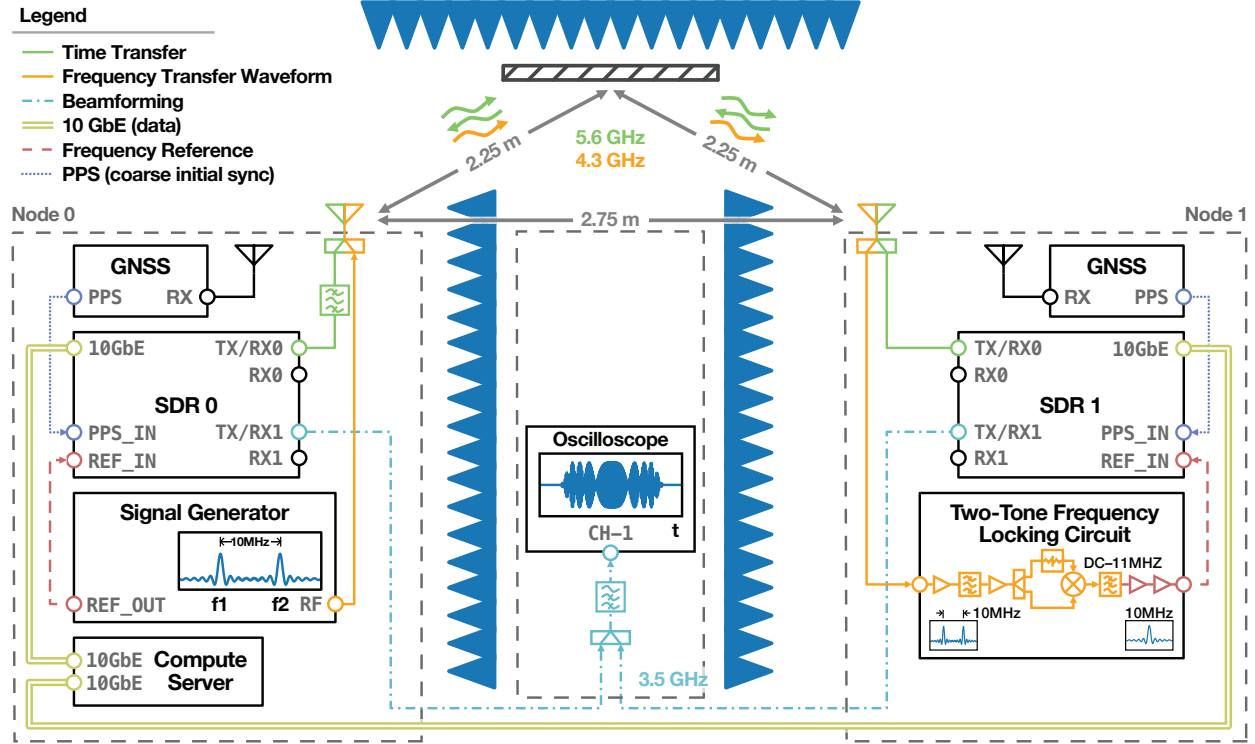 Legend
Time Transfer
Frequency Transfer Waveform
Beamforming
10 GbE (data)
Frequency Reference
PPS (coarse initial sync)
5.6 GHz
4.3 GHz
2.25 m
2.25 m
2.75 m
Node 0
Node 1
GNSS
PPS
RX
10GbE
TX/RX0
RX0
SDR 0
PPS_IN
TX/RX1
REF_IN
RX1
Signal Generator
10MHz
REF_OUT
f1
f2
RF
10GbE
10GbE
Compute
Server
Oscilloscope
CH-1
t
3.5 GHz
GNSS
RX
PPS
TX/RX0
10GbE
RX0
SDR 1
TX/RX1
PPS_IN
RX1
REF_IN
Two-Tone Frequency
Locking Circuit
DC-11MHZ
10MHz
10MHz